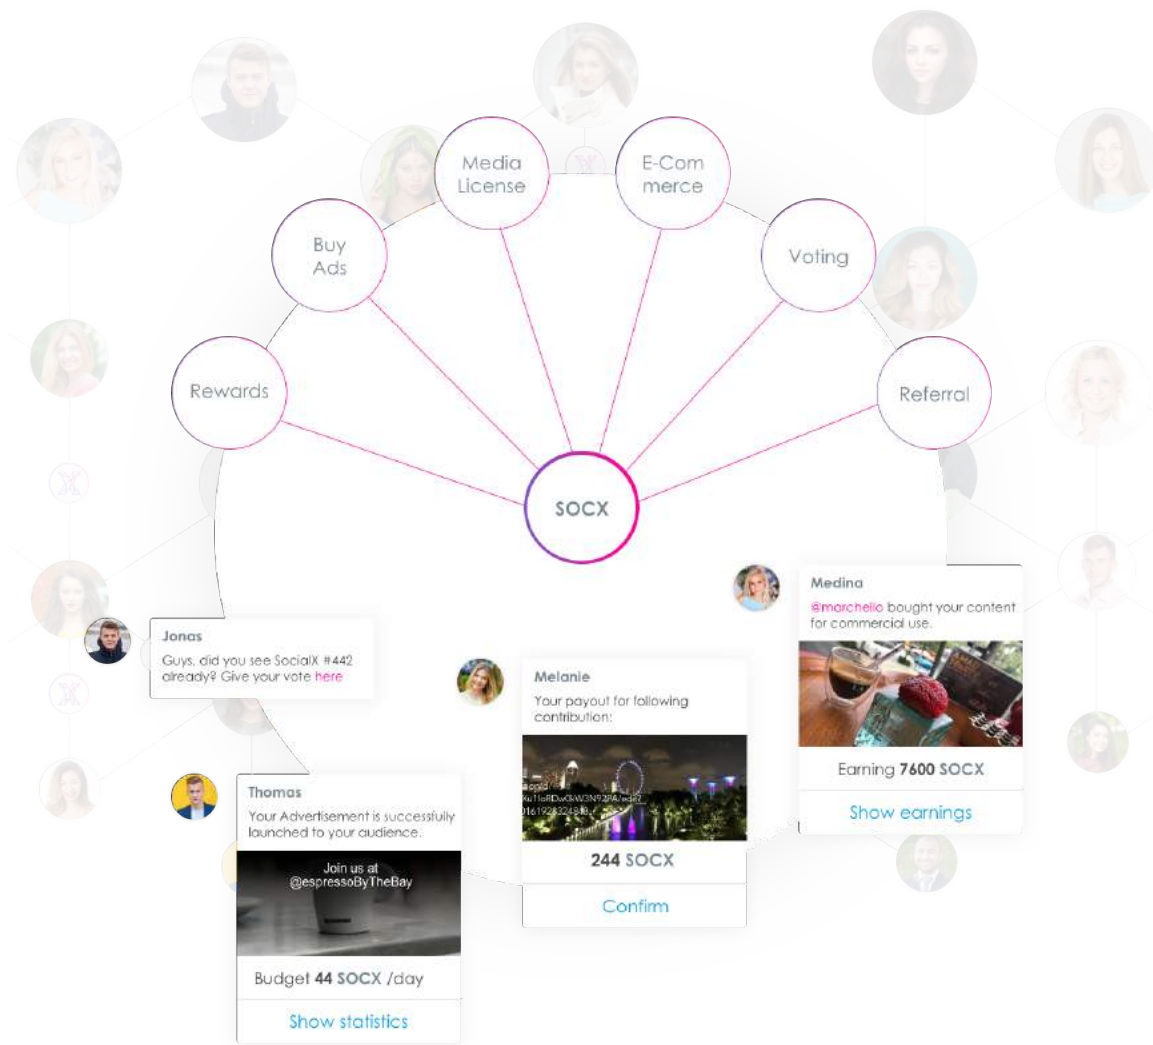 Media
License
E-Com
merce
Buy
Ads
Voting
Rewards
Referral
SOCX
Medina
@marchello bought your content
for commercial use.
Earning 7600 SOCX
Show earnings
Jonas
Guys, did you see SocialX #442
already? Give your vote here
Melanie
Your payout for following
contribution:
244 SOCX
Confirm
Thomas
Your Advertisement is successfully
launched to your audience.
Join us at
@espressoByTheBay
Budget 44 SOCX /day
Show statistics